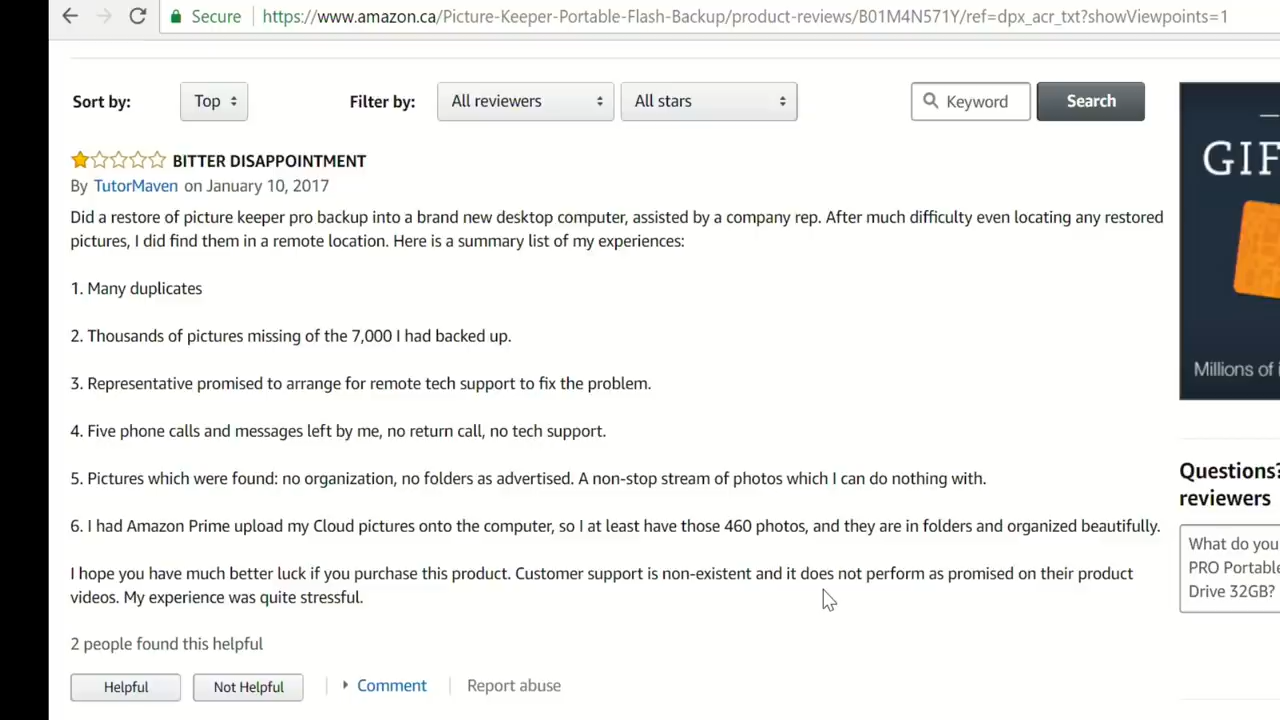 Secure https://www.amazon.ca/Picture-Keeper-Portable-Flash-Backup/product-reviews/B01M4N571Y/ref=dpx_acr_txt?showViewpoints=1
Sort by: Top Filter by: All reviewers All stars Keyword Search
BITTER DISAPPOINTMENT
By TutorMaven on January 10, 2017
Did a restore of picture keeper pro backup into a brand new desktop computer, assisted by a company rep. After much difficulty even locating any restored
pictures, I did find them in a remote location. Here is a summary list of my experiences:
1. Many duplicates
2. Thousands of pictures missing of the 7,000 I had backed up.
3. Representative promised to arrange for remote tech support to fix the problem.
4. Five phone calls and messages left by me, no return call, no tech support.
5. Pictures which were found: no organization, no folders as advertised. A non-stop stream of photos which I can do nothing with.
6. I had Amazon Prime upload my Cloud pictures onto the computer, so I at least have those 460 photos, and they are in folders and organized beautifully.
I hope you have much better luck if you purchase this product. Customer support is non-existent and it does not perform as promised on their product
videos. My experience was quite stressful.
2 people found this helpful
Helpful Not Helpful Comment Report abuse
GIF
Millions of i
Questions?
reviewers
What do you
PRO Portable
Drive 32GB?